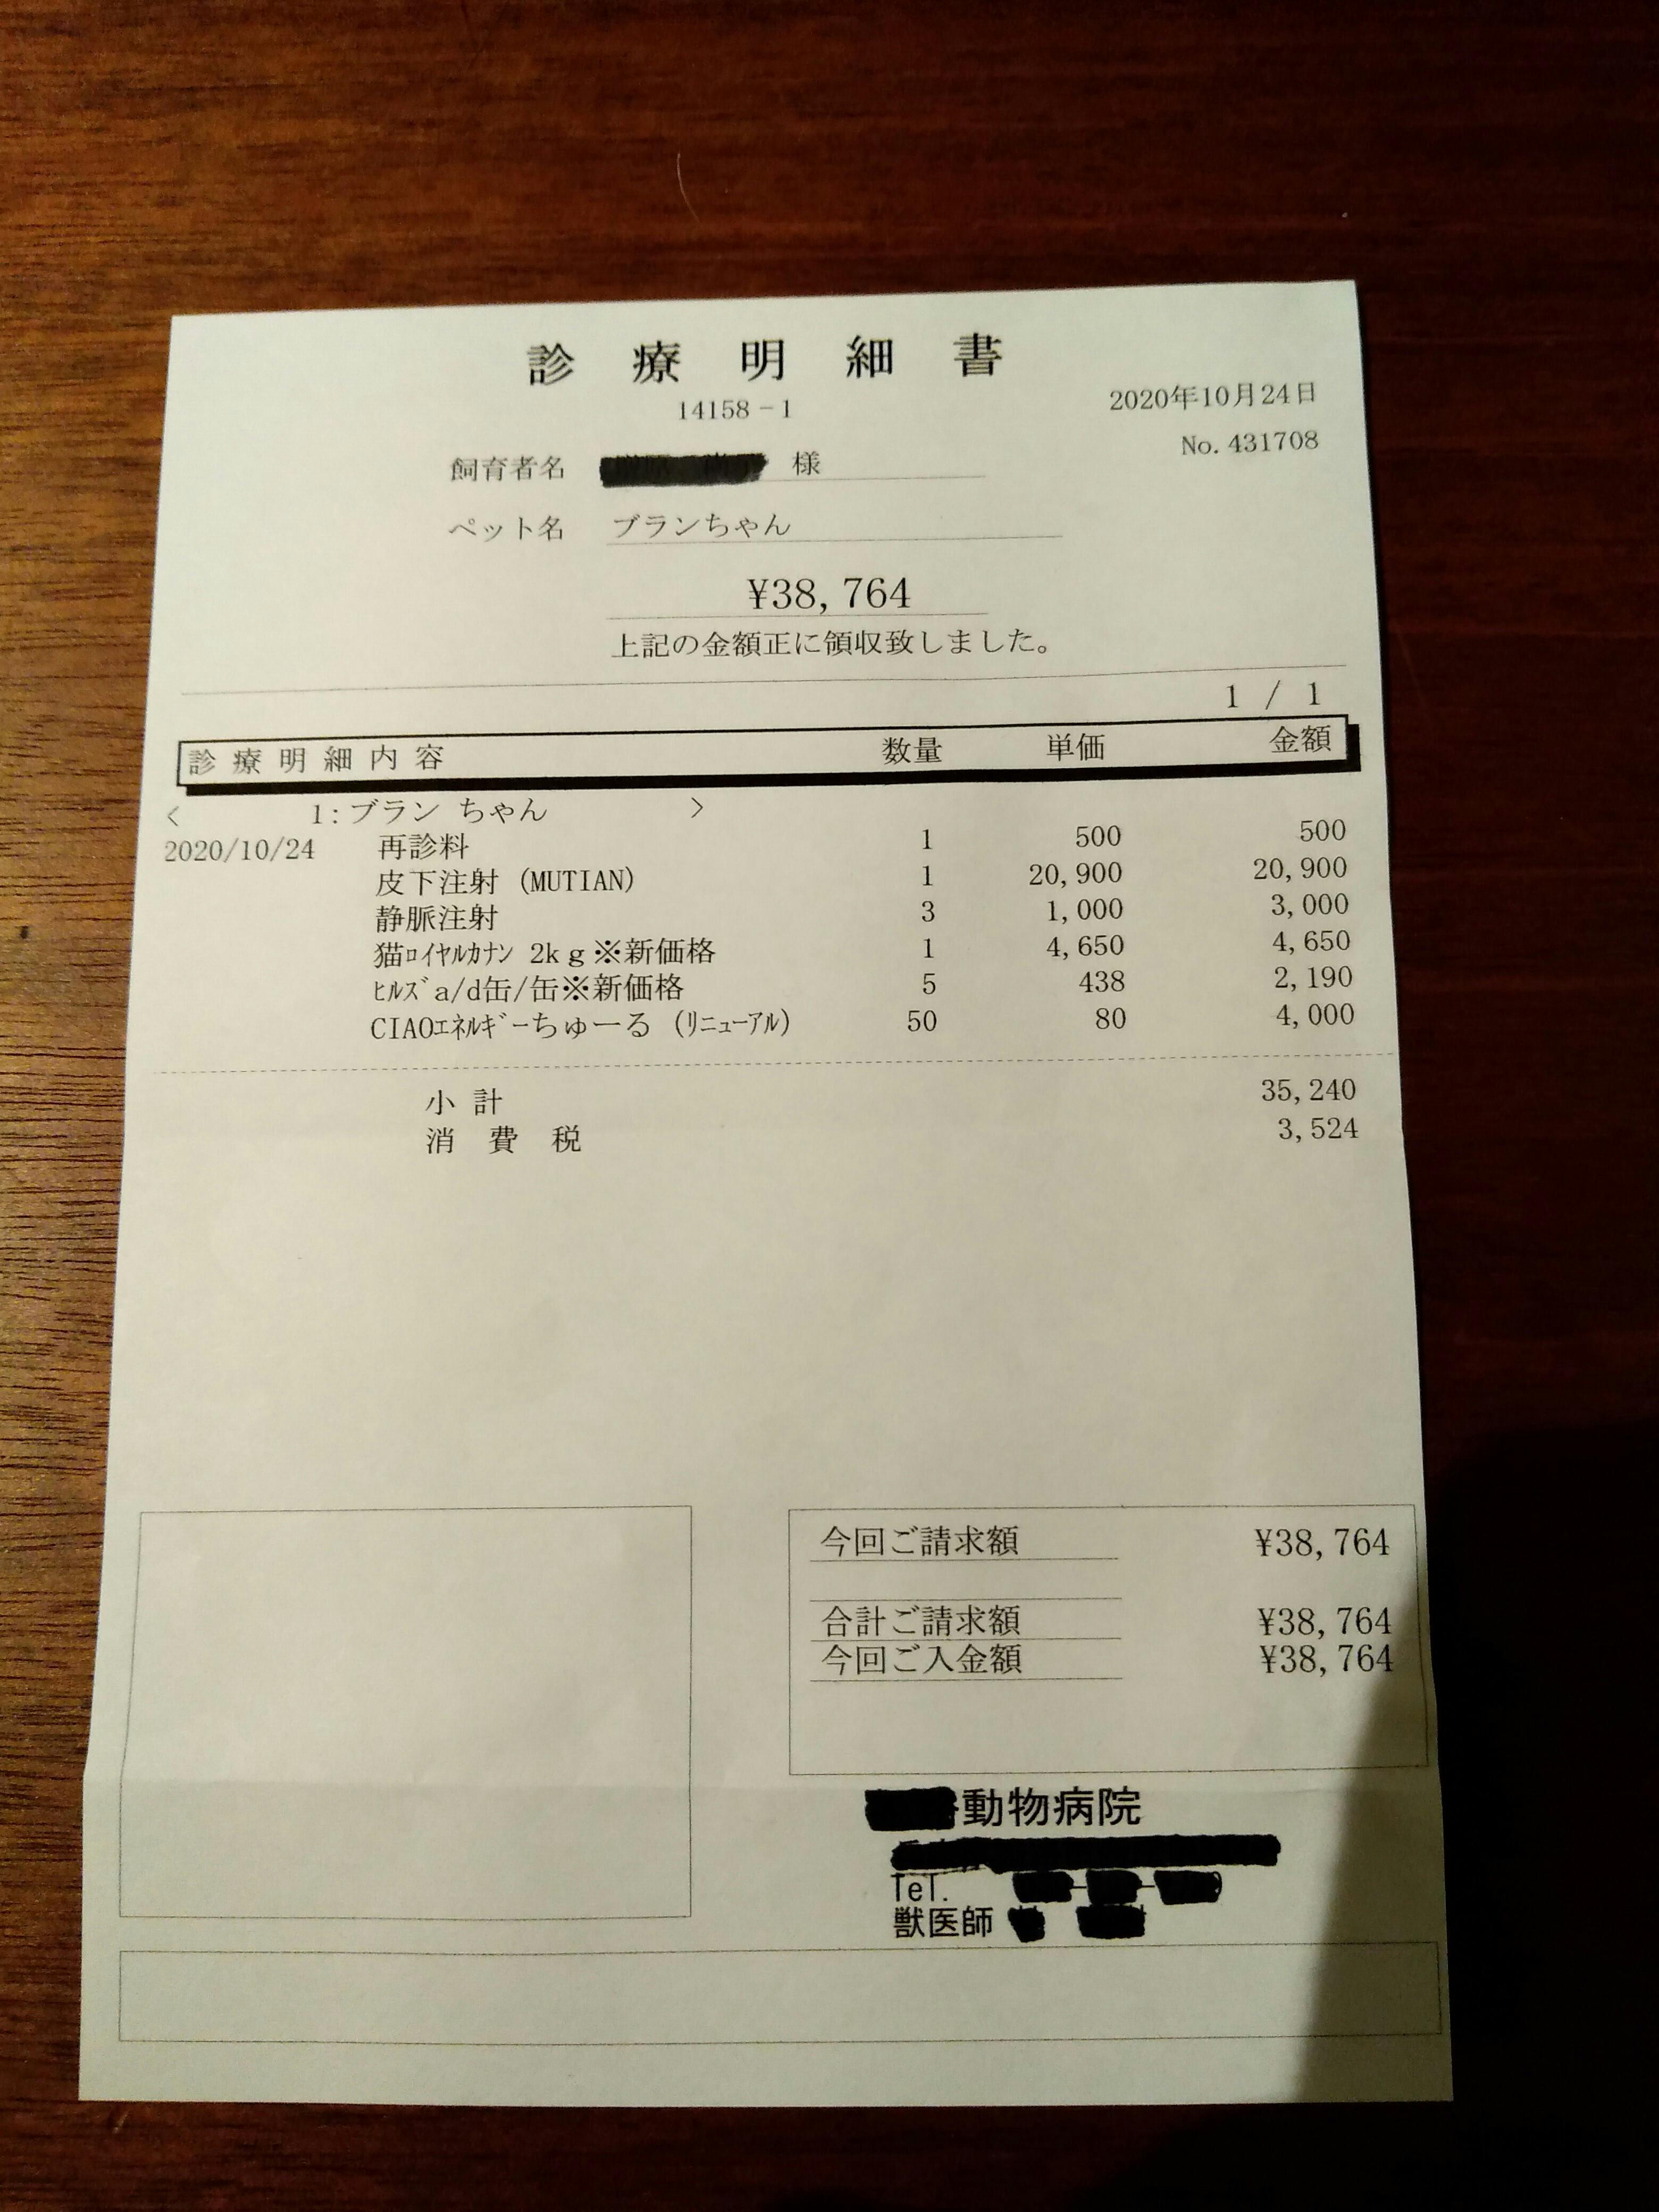 診療明細書
14158-1
2020年10月24日
No. 431708
飼育者名 様
ペット名 ブランちゃん
¥38,764
上記の金額正に領収致しました。
1 / 1
診療明細内容 数量 単価 金額
< 1:ブラン ちゃん >
2020/10/24 再診料 1 500 500
皮下注射 (MUTIAN) 1 20,900 20,900
静脈注射 3 1,000 3,000
猫ﾛｲﾔﾙｶﾅﾝ 2kg※新価格 1 4,650 4,650
ﾋﾙｽﾞa/d缶/缶※新価格 5 438 2,190
CIAOｴﾈﾙｷﾞｰちゅーる (ﾘﾆｭｰｱﾙ) 50 80 4,000
小計 35,240
消費税 3,524
今回ご請求額 ¥38,764
合計ご請求額 ¥38,764
今回ご入金額 ¥38,764
動物病院
Tel.
獣医師